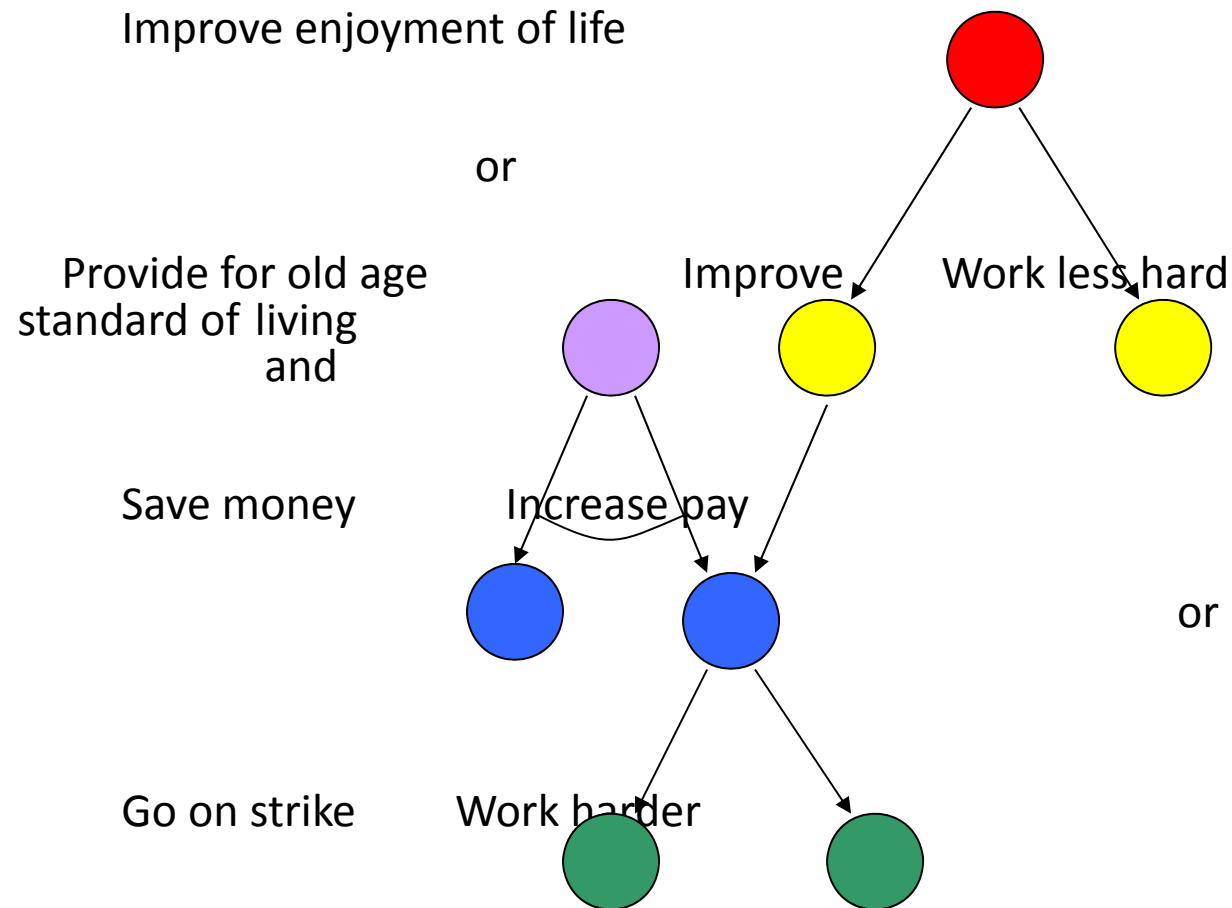 Improve enjoyment of life
or
Provide for old age Improve Work less hard
standard of living
and
Save money Increase pay
or
Go on strike Work harder